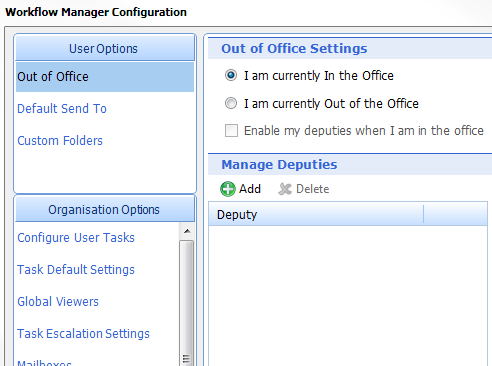 Workflow Manager Configuration
User Options
Out of Office
Default Send To
Custom Folders
Organisation Options
Configure User Tasks
Task Default Settings
Global Viewers
Task Escalation Settings
Mailboxes
Out of Office Settings
I am currently In the Office
I am currently Out of the Office
Enable my deputies when I am in the office
Manage Deputies
Add Delete
Deputy